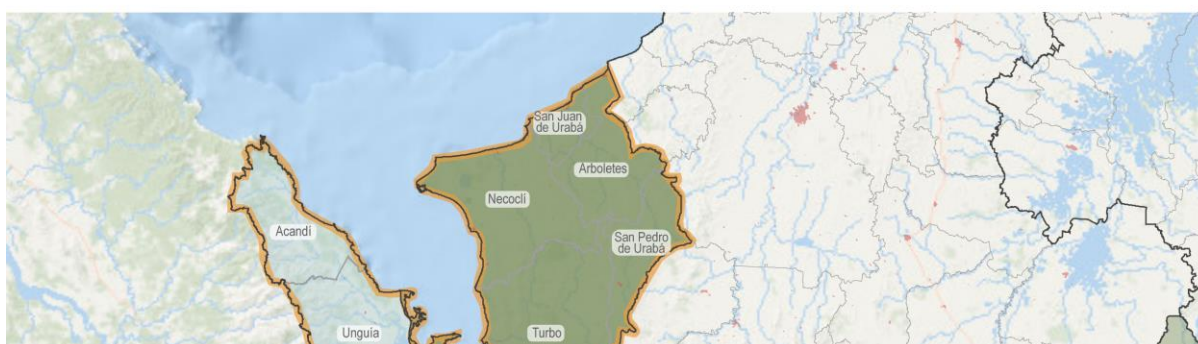 San Juan
de Urabá
Arboletes
Necoclí
Acandí
San Pedro
de Urabá
Unguía
Turbo